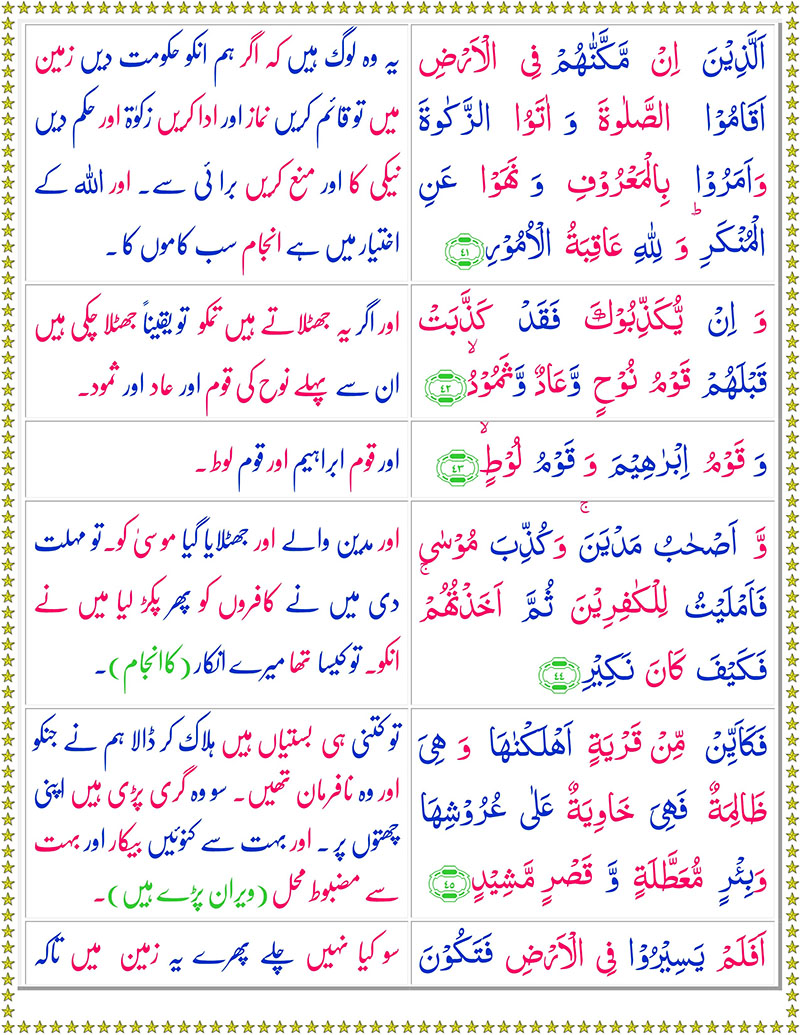 اَلَّذِيْنَ اِنْ مَّكَّنّٰهُمْ فِي الْاَرْضِ
اَقَامُوا الصَّلٰوةَ وَ اٰتَوُا الزَّكٰوةَ
وَاَمَرُوْا بِالْمَعْرُوْفِ وَ نَهَوْا عَنِ
الْمُنْكَرِ ؕ وَ لِلّٰهِ عَاقِبَةُ الْاُمُوْرِ ٤١
یہ وہ لوگ ہیں کہ اگر ہم انکو حکومت دیں زمین
میں تو قائم کریں نماز اور ادا کریں زکوٰۃ اور حکم دیں
نیکی کا اور منع کریں برائی سے۔ اور اللہ کے
اختیار میں ہے انجام سب کاموں کا۔
وَ اِنْ يُّكَذِّبُوْكَ فَقَدْ كَذَّبَتْ
قَبْلَهُمْ قَوْمُ نُوْحٍ وَّعَادٌ وَّثَمُوْدُ ۙ ٤٢
اور اگر یہ جھٹلاتے ہیں تمکو تو یقیناً جھٹلا چکی ہیں
ان سے پہلے نوح کی قوم اور عاد اور ثمود۔
وَ قَوْمُ اِبْرٰهِيْمَ وَ قَوْمُ لُوْطٍ ۙ ٤٣
اور قوم ابراہیم اور قوم لوط۔
وَّ اَصْحٰبُ مَدْيَنَ ۚ وَكُذِّبَ مُوْسٰى
فَاَمْلَيْتُ لِلْكٰفِرِيْنَ ثُمَّ اَخَذْتُهُمْ ۚ
فَكَيْفَ كَانَ نَكِيْرِ ٤٤
اور مدین والے اور جھٹلایا گیا موسیٰ کو۔ تو مہلت
دی میں نے کافروں کو پھر پکڑ لیا میں نے
انکو۔ تو کیسا تھا میرے انکار (کا انجام)۔
فَكَاَيِّنْ مِّنْ قَرْيَةٍ اَهْلَكْنٰهَا وَ هِيَ
ظَالِمَةٌ فَهِيَ خَاوِيَةٌ عَلٰى عُرُوْشِهَا
وَبِئْرٍ مُّعَطَّلَةٍ وَّ قَصْرٍ مَّشِيْدٍ ٤٥
تو کتنی ہی بستیاں ہیں ہلاک کر ڈالا ہم نے جنکو
اور وہ نافرمان تھیں۔ سو وہ گری پڑی ہیں اپنی
چھتوں پر۔ اور بہت سے کنوئیں بیکار اور بہت
سے مضبوط محل (ویران پڑے ہیں)۔
اَفَلَمْ يَسِيْرُوْا فِي الْاَرْضِ فَتَكُوْنَ
سو کیا نہیں چلے پھرے یہ زمین میں تاکہ